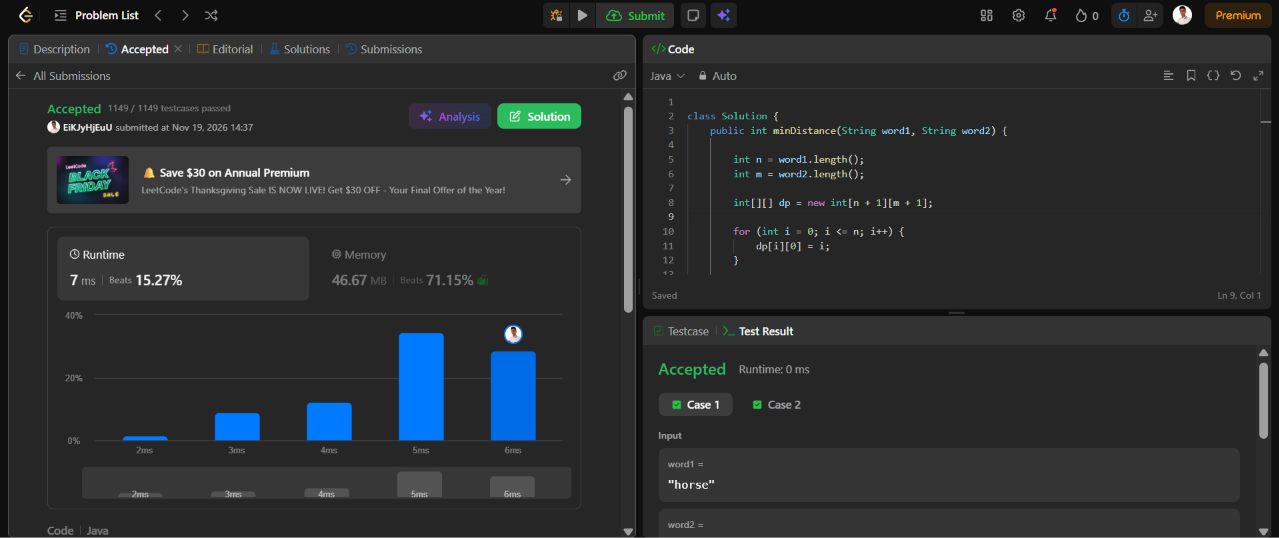 Problem List
Submit
0
Premium
Description
Accepted
Editorial
Solutions
Submissions
All Submissions
Accepted 1149 / 1149 testcases passed
EiKJyHjEuU submitted at Nov 19, 2026 14:37
Analysis
Solution
LeetCode
BLACK
FRIDAY
SALE
Save $30 on Annual Premium
LeetCode's Thanksgiving Sale IS NOW LIVE! Get $30 OFF - Your Final Offer of the Year!
Runtime
7 ms | Beats 15.27%
Memory
46.67 MB | Beats 71.15%
40%
20%
0%
2ms 3ms 4ms 5ms 6ms
2ms 3ms 4ms 5ms 6ms
Code | Java
</> Code
Java
Auto
1
2 class Solution {
3 public int minDistance(String word1, String word2) {
4
5 int n = word1.length();
6 int m = word2.length();
7
8 int[][] dp = new int[n + 1][m + 1];
9
10 for (int i = 0; i <= n; i++) {
11 dp[i][0] = i;
12 }
13
Saved
Ln 9, Col 1
Testcase
Test Result
Accepted Runtime: 0 ms
Case 1
Case 2
Input
word1 =
"horse"
word2 =